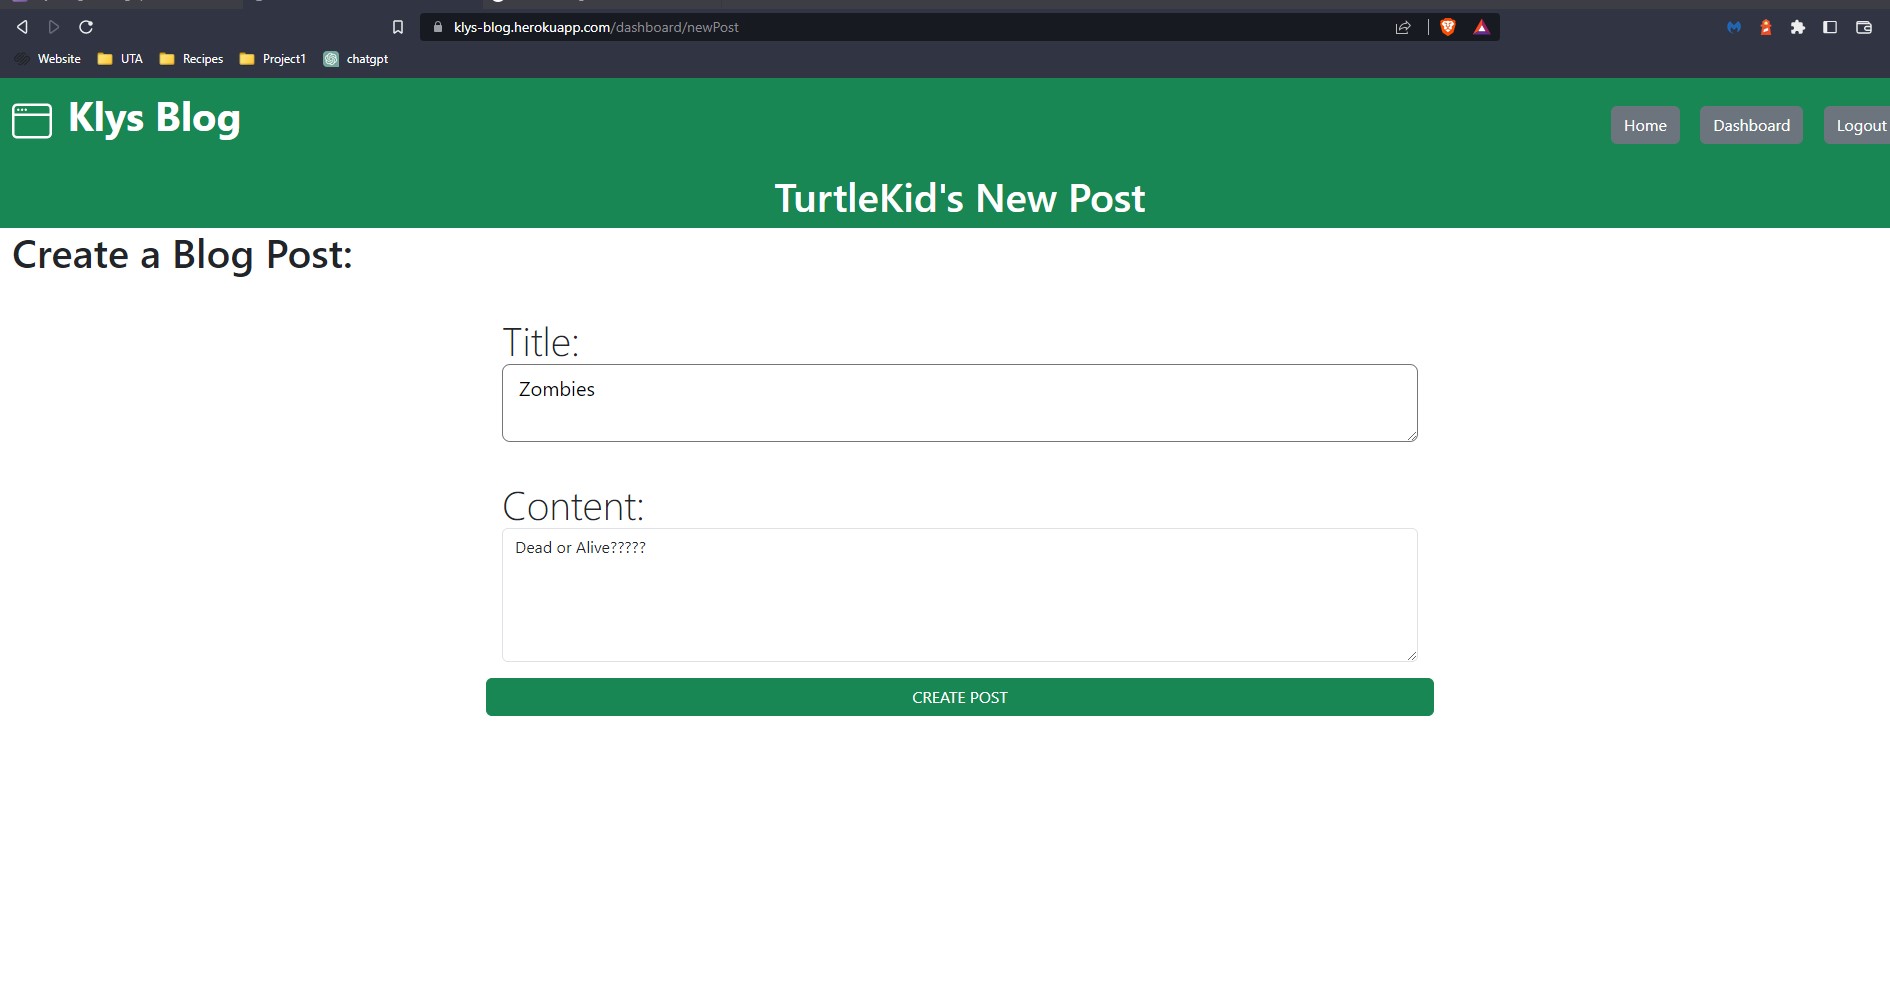 klys-blog.herokuapp.com/dashboard/newPost
Website UTA Recipes Project1 chatgpt
Klys Blog
Home Dashboard Logout
TurtleKid's New Post
Create a Blog Post:
Title:
Zombies
Content:
Dead or Alive?????
CREATE POST